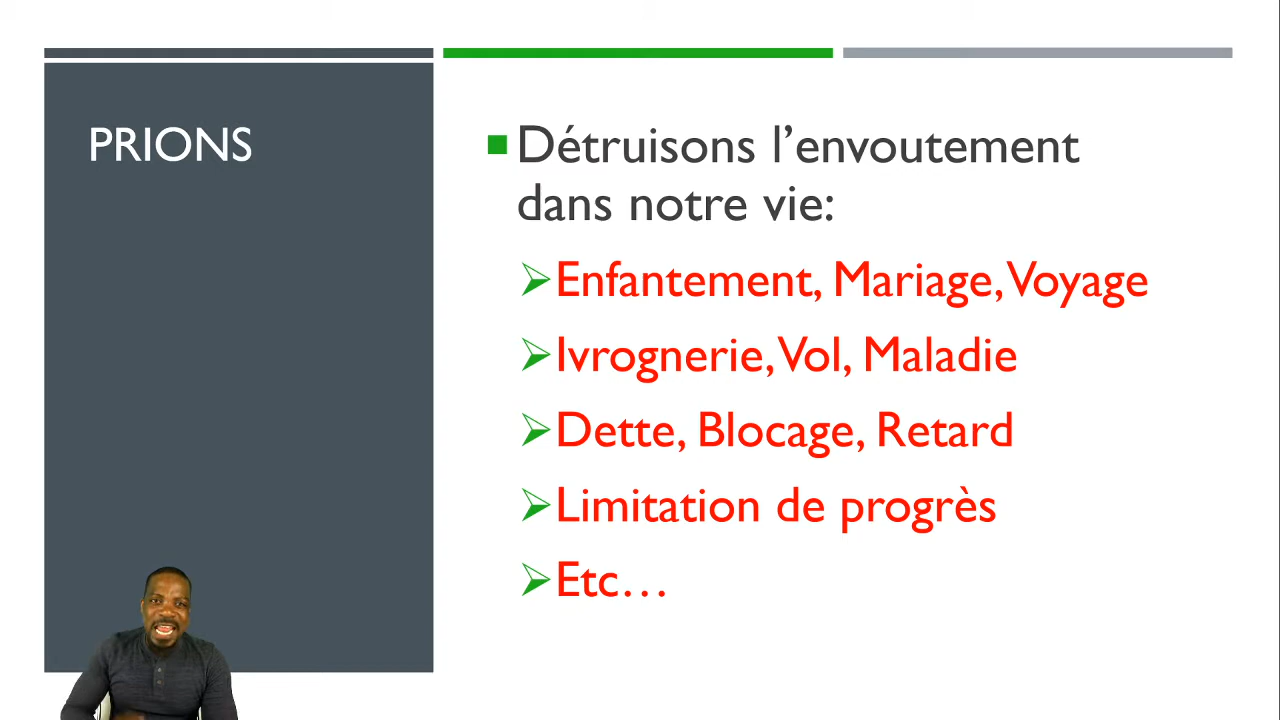 PRIONS
Détruisons l’envoutement
dans notre vie:
Enfantement, Mariage, Voyage
Ivrognerie, Vol, Maladie
Dette, Blocage, Retard
Limitation de progrès
Etc…